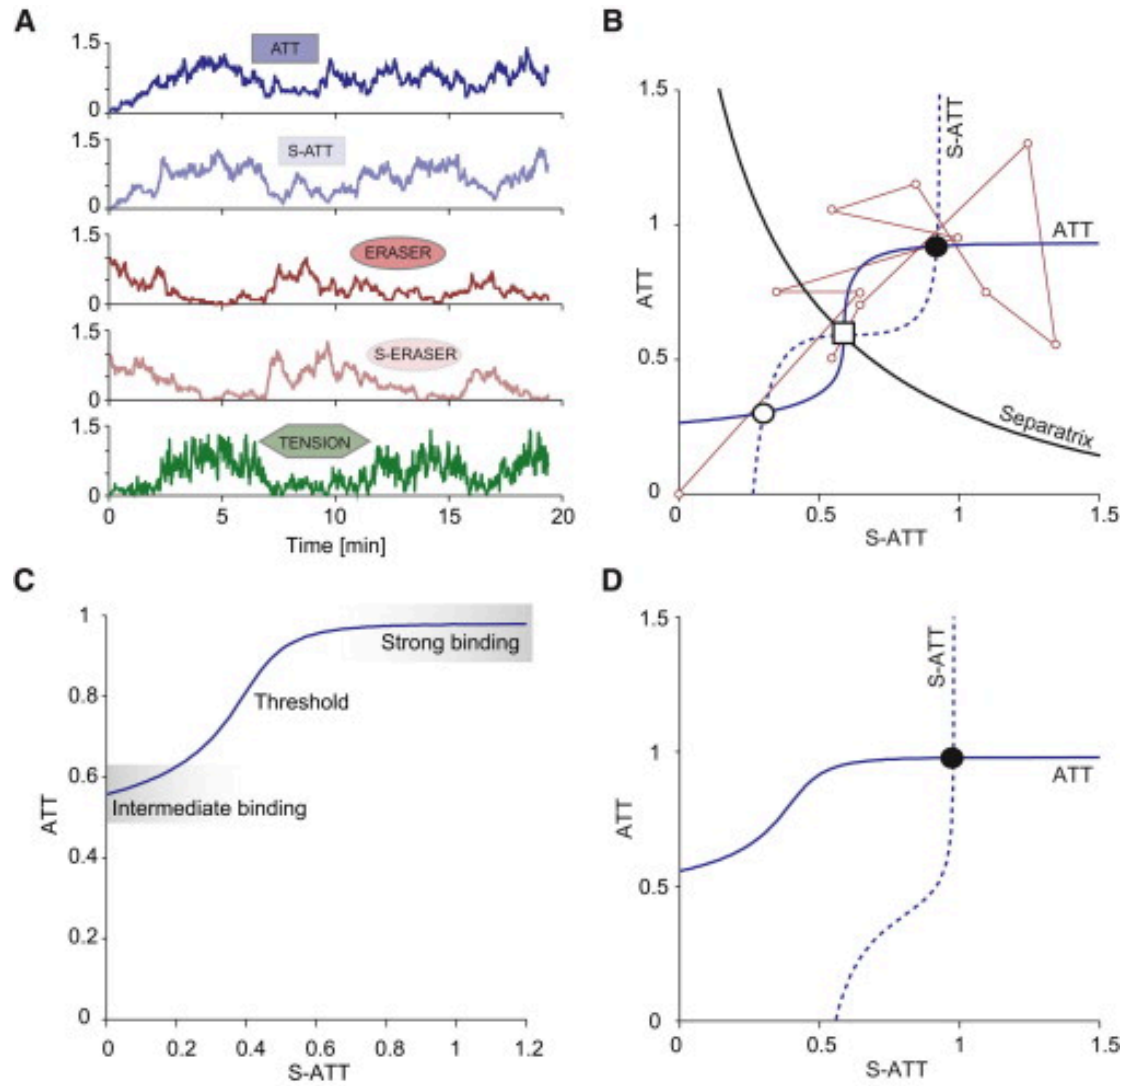 A
1.5
ATT
0
1.5
S-ATT
0
1.5
ERASER
0
1.5
S-ERASER
0
1.5
TENSION
0
0 5 10 15 20
Time [min]
B
1.5
S-ATT
1
ATT
ATT
0.5
Separatrix
0
0 0.5 1 1.5
S-ATT
C
1
Strong binding
0.8
Threshold
0.6
Intermediate binding
ATT
0.4
0.2
0
0 0.2 0.4 0.6 0.8 1 1.2
S-ATT
D
1.5
S-ATT
1
ATT
ATT
0.5
0
0 0.5 1 1.5
S-ATT